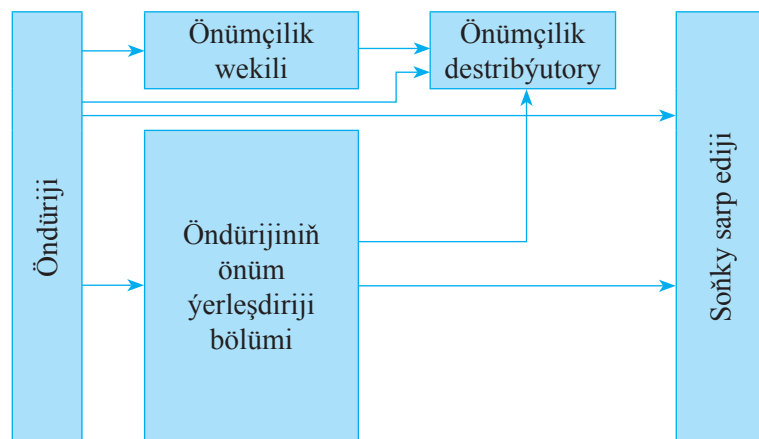 Öndüriji
Önümçilik
wekili
Önümçilik
destribýutory
Öndürijiniň
önüm
ýerleşdiriji
bölümi
Soňky sarp ediji